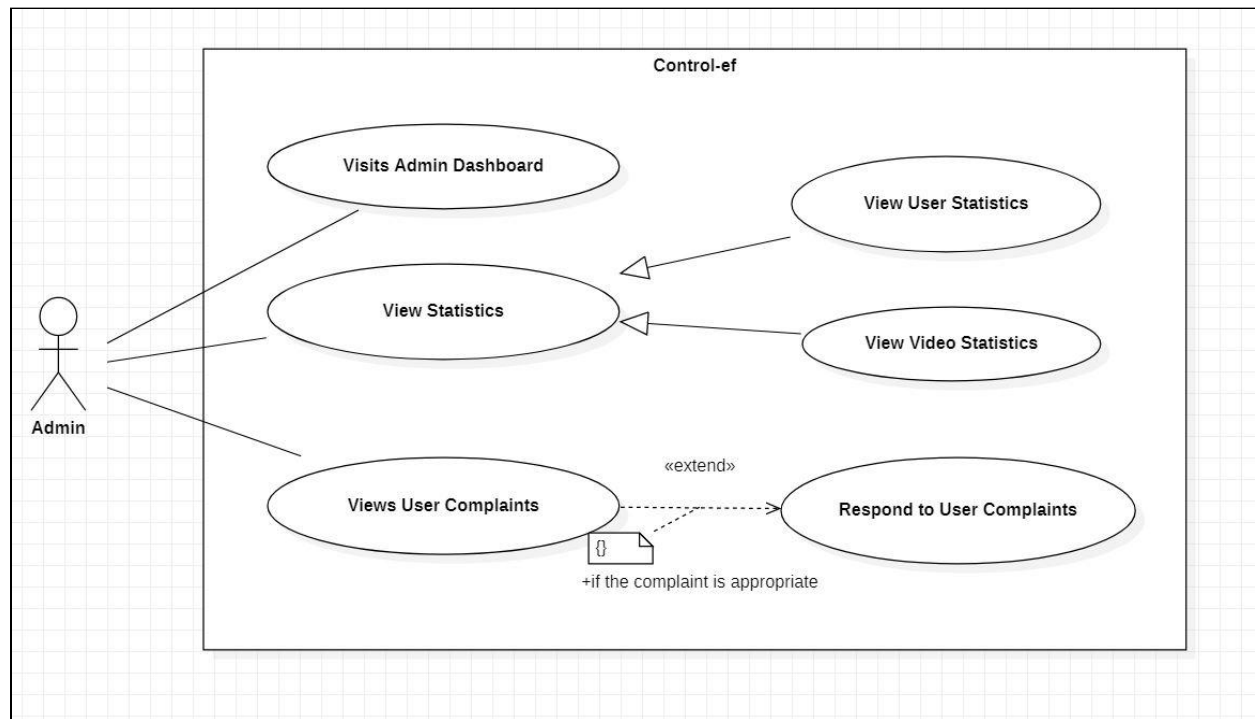 Control-ef
Visits Admin Dashboard
View User Statistics
View Statistics
View Video Statistics
Admin
«extend»
Views User Complaints
Respond to User Complaints
{}
+if the complaint is appropriate